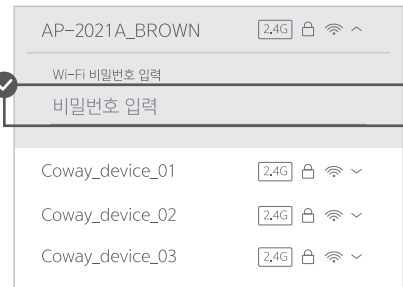 AP-2021A_BROWN 2.4G
Wi-Fi 비밀번호 입력
비밀번호 입력
Coway_device_01 2.4G
Coway_device_02 2.4G
Coway_device_03 2.4G